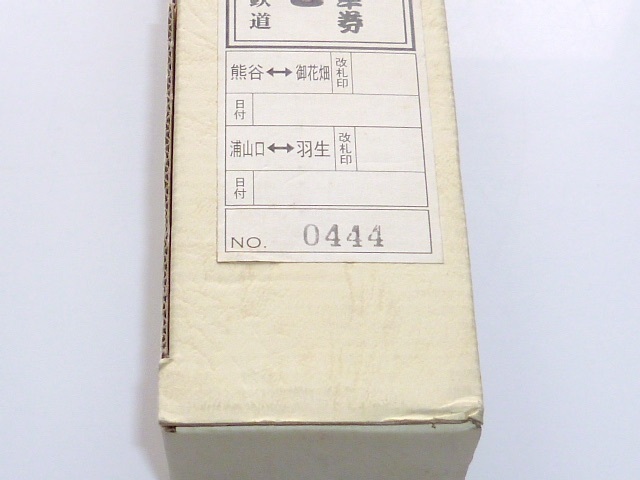 鉄道
車券
熊谷↔御花畑 改札印
日付
浦山口↔羽生 改札印
日付
NO. 0444